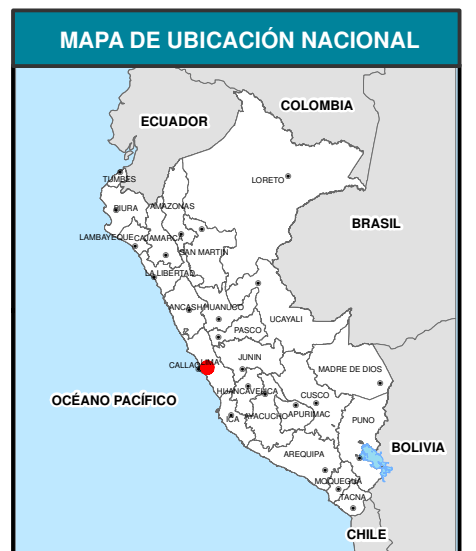 MAPA DE UBICACIÓN NACIONAL
COLOMBIA
ECUADOR
TUMBES
LORETO
PIURA
AMAZONAS
BRASIL
LAMBAYEQUE
CAJAMARCA
SAN MARTIN
LA LIBERTAD
ANCASH
HUANUCO
UCAYALI
PASCO
JUNIN
CALLAO
LIMA
MADRE DE DIOS
HUANCAVELICA
CUSCO
OCÉANO PACÍFICO
ICA
AYACUCHO
APURIMAC
PUNO
BOLIVIA
AREQUIPA
MOQUEGUA
TACNA
CHILE